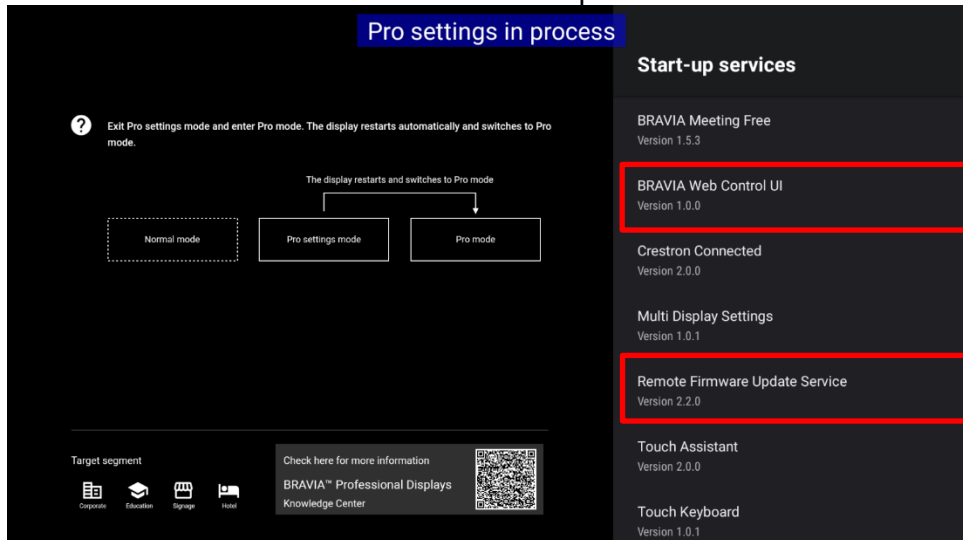 Pro settings in process
Start-up services
? Exit Pro settings mode and enter Pro mode. The display restarts automatically and switches to Pro
mode.
The display restarts and switches to Pro mode
Normal mode
Pro settings mode
Pro mode
Target segment
Corporate
Education
Signage
Hotel
Check here for more information
BRAVIA™ Professional Displays
Knowledge Center
BRAVIA Meeting Free
Version 1.5.3
BRAVIA Web Control UI
Version 1.0.0
Crestron Connected
Version 2.0.0
Multi Display Settings
Version 1.0.1
Remote Firmware Update Service
Version 2.2.0
Touch Assistant
Version 2.0.0
Touch Keyboard
Version 1.0.1